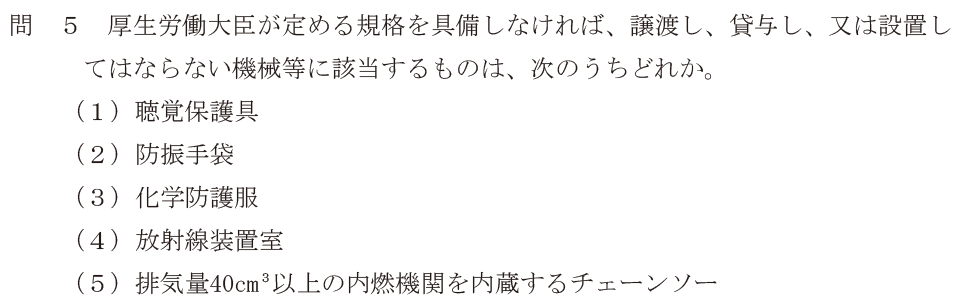 問　５　厚生労働大臣が定める規格を具備しなければ、譲渡し、貸与し、又は設置し
てはならない機械等に該当するものは、次のうちどれか。
（１）聴覚保護具
（２）防振手袋
（３）化学防護服
（４）放射線装置室
（５）排気量40cm³以上の内燃機関を内蔵するチェーンソー